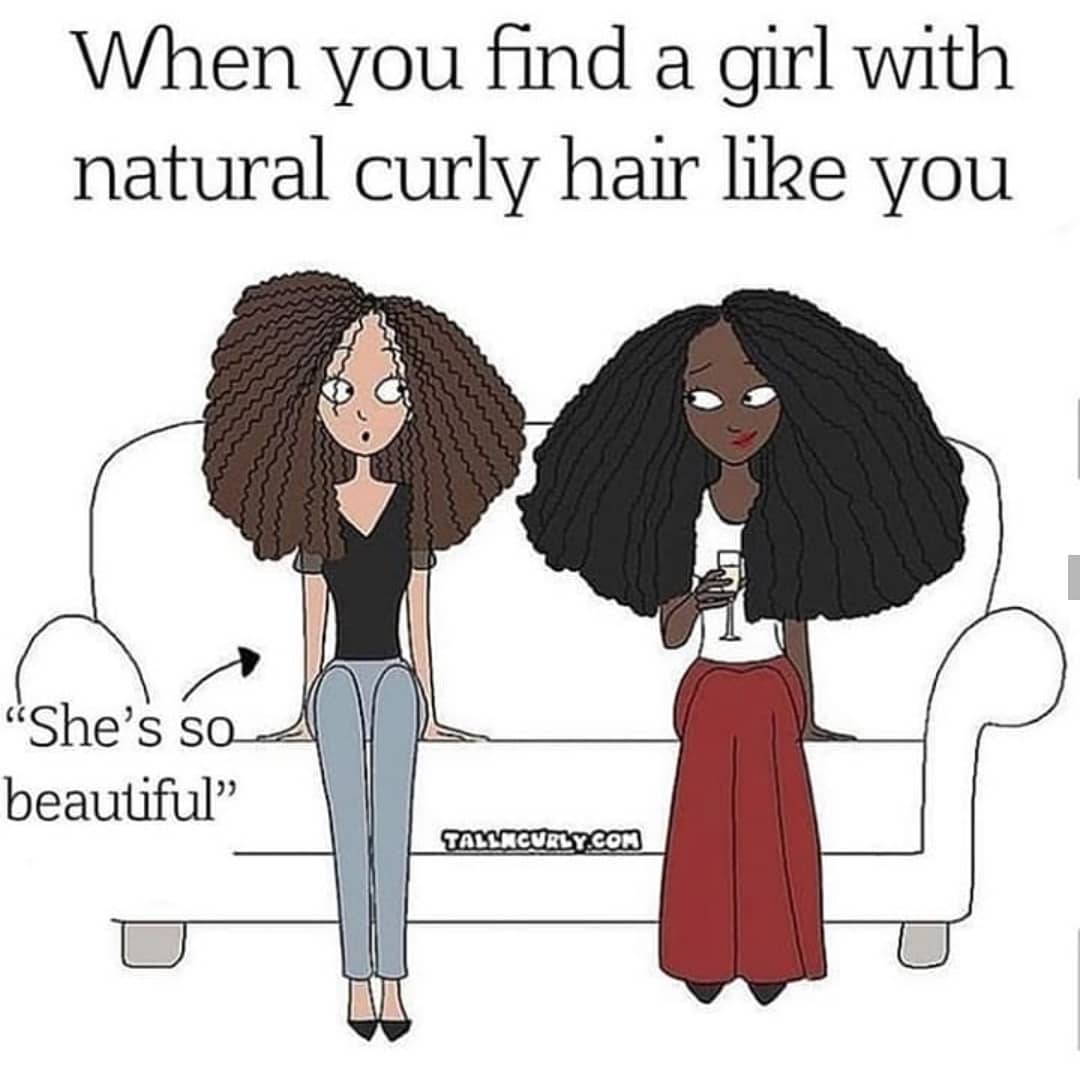 When you find a girl with
natural curly hair like you
“She’s so
beautiful”
TALLNCURLY.COM